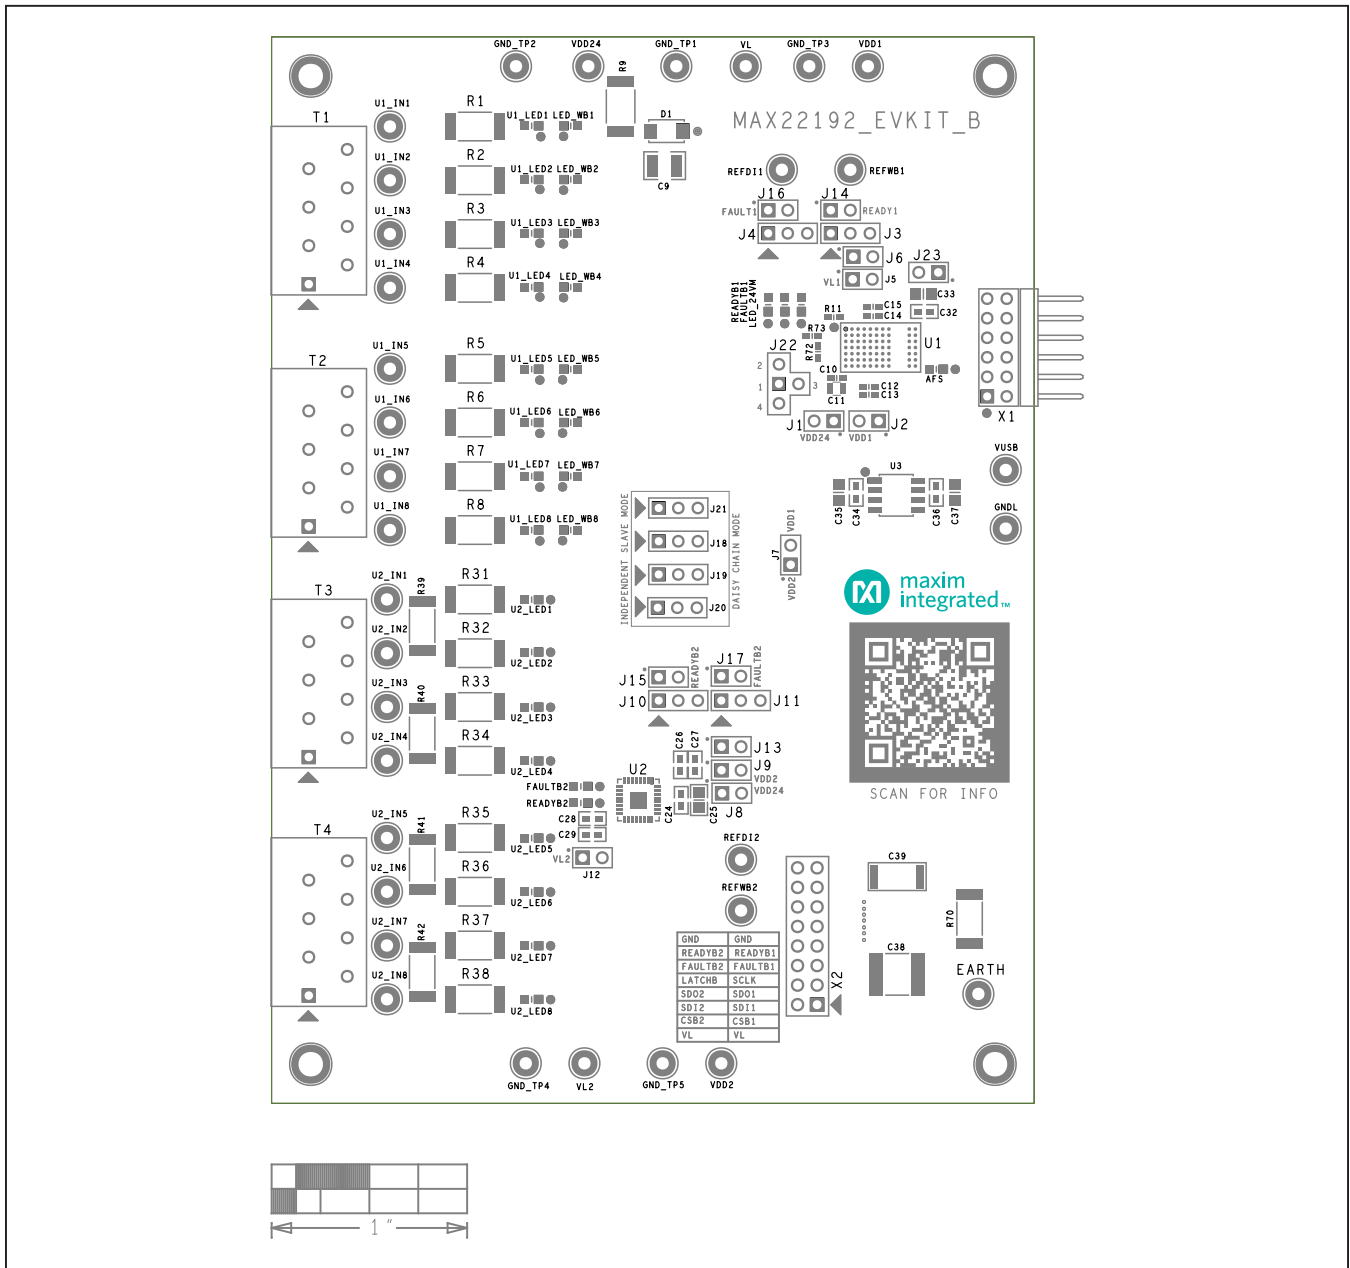 GND_TP2 VDD24 GND_TP1 VL GND_TP3 VDD1
R9
D1
C9
MAX22192_EVKIT_B
T1
U1_IN1 R1 U1_LED1 LED_WB1
U1_IN2 R2 U1_LED2 LED_WB2
U1_IN3 R3 U1_LED3 LED_WB3
U1_IN4 R4 U1_LED4 LED_WB4
REFDI1 REFWB1
J16 J14
FAULT1 READY1
J4 J3
J6
J23
VL1 J5
C33
C32
READYB1
FAULTB1
LED_24VM
C15
C14
R11
R73
R72
U1
J22
2
1 3
4
C10
C11
C12
C13
AFS
X1
J1 J2
VDD24 VDD1
T2
U1_IN5 R5 U1_LED5 LED_WB5
U1_IN6 R6 U1_LED6 LED_WB6
U1_IN7 R7 U1_LED7 LED_WB7
U1_IN8 R8 U1_LED8 LED_WB8
VUSB
U3
C35 C34 C36 C37
GNDL
INDEPENDENT SLAVE MODE
J21
J18
J19
J20
DAISY CHAIN MODE
VDD1
J7
VDD2
maxim
integrated™
SCAN FOR INFO
T3
U2_IN1 R39 R31 U2_LED1
U2_IN2 R32 U2_LED2
U2_IN3 R40 R33 U2_LED3
U2_IN4 R34 U2_LED4
J15 READYB2 J17 FAULTB2
J10 J11
C26 C27
J13
J9
VDD2
VDD24
J8
U2
FAULTB2
READYB2
C28
C29
C24 C25
VL2
J12
T4
U2_IN5 R41 R35 U2_LED5
U2_IN6 R36 U2_LED6
U2_IN7 R42 R37 U2_LED7
U2_IN8 R38 U2_LED8
REFDI2
REFWB2
GND GND
READYB2 READYB1
FAULTB2 FAULTB1
LATCHB SCLK
SDO2 SDO1
SDI2 SDI1
CSB2 CSB1
VL VL
X2
C39
R70
C38
EARTH
GND_TP4 VL2 GND_TP5 VDD2
1"